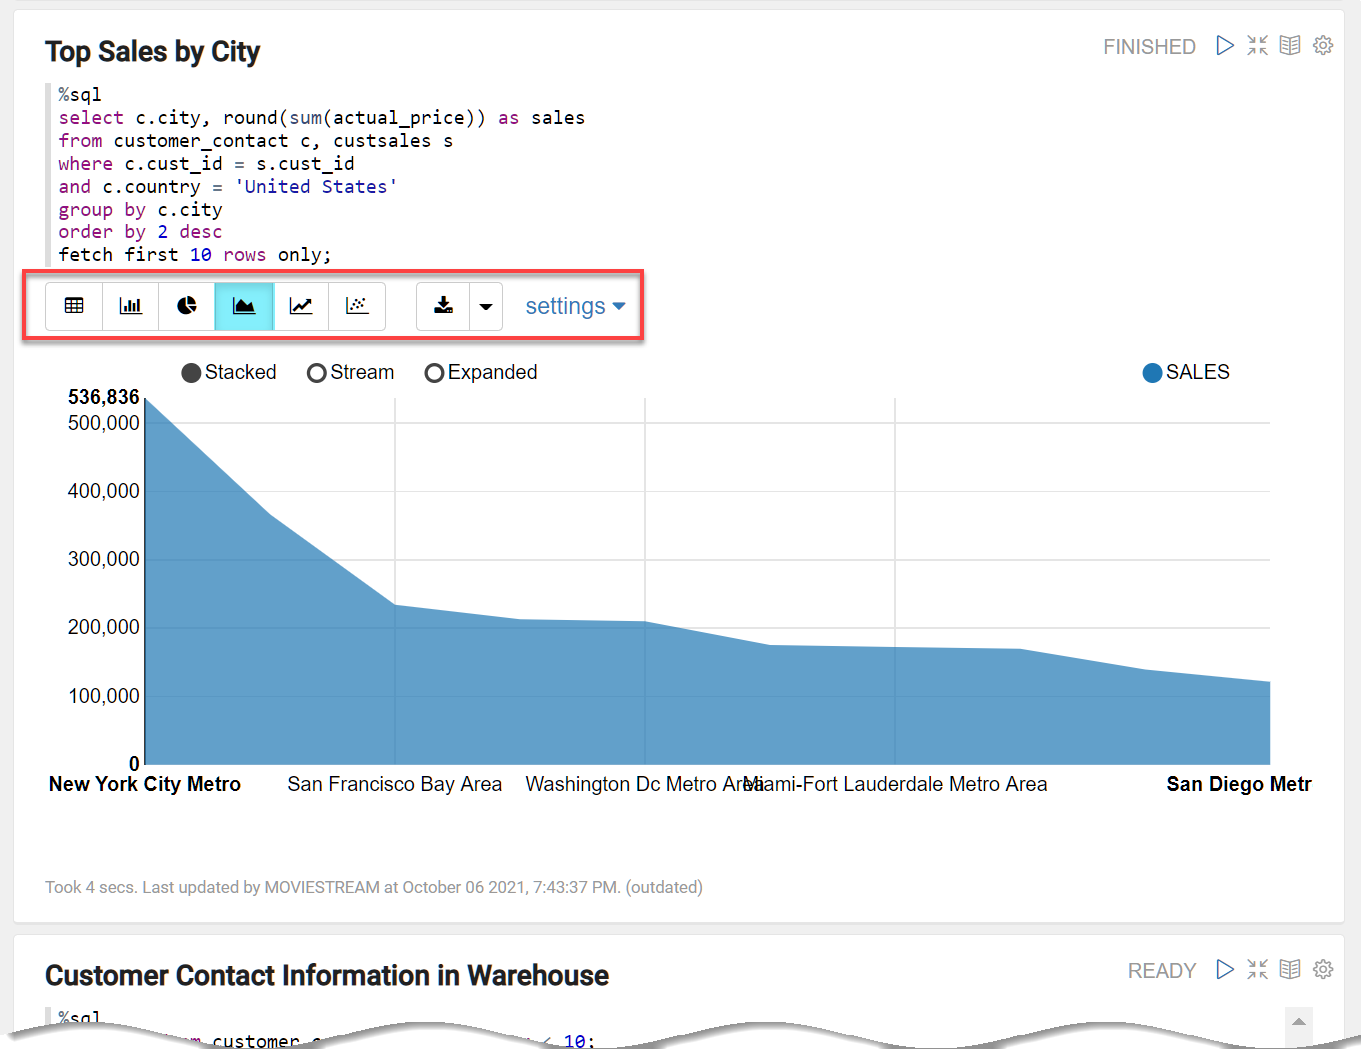 Top Sales by City
FINISHED
%sql
select c.city, round(sum(actual_price)) as sales
from customer_contact c, custsales s
where c.cust_id = s.cust_id
and c.country = 'United States'
group by c.city
order by 2 desc
fetch first 10 rows only;
settings
Stacked Stream Expanded SALES
536,836
500,000
400,000
300,000
200,000
100,000
0
New York City Metro San Francisco Bay Area Washington Dc Metro Area Miami-Fort Lauderdale Metro Area San Diego Metr
Took 4 secs. Last updated by MOVIESTREAM at October 06 2021, 7:43:37 PM. (outdated)
Customer Contact Information in Warehouse
READY
%sql
customer < 10;